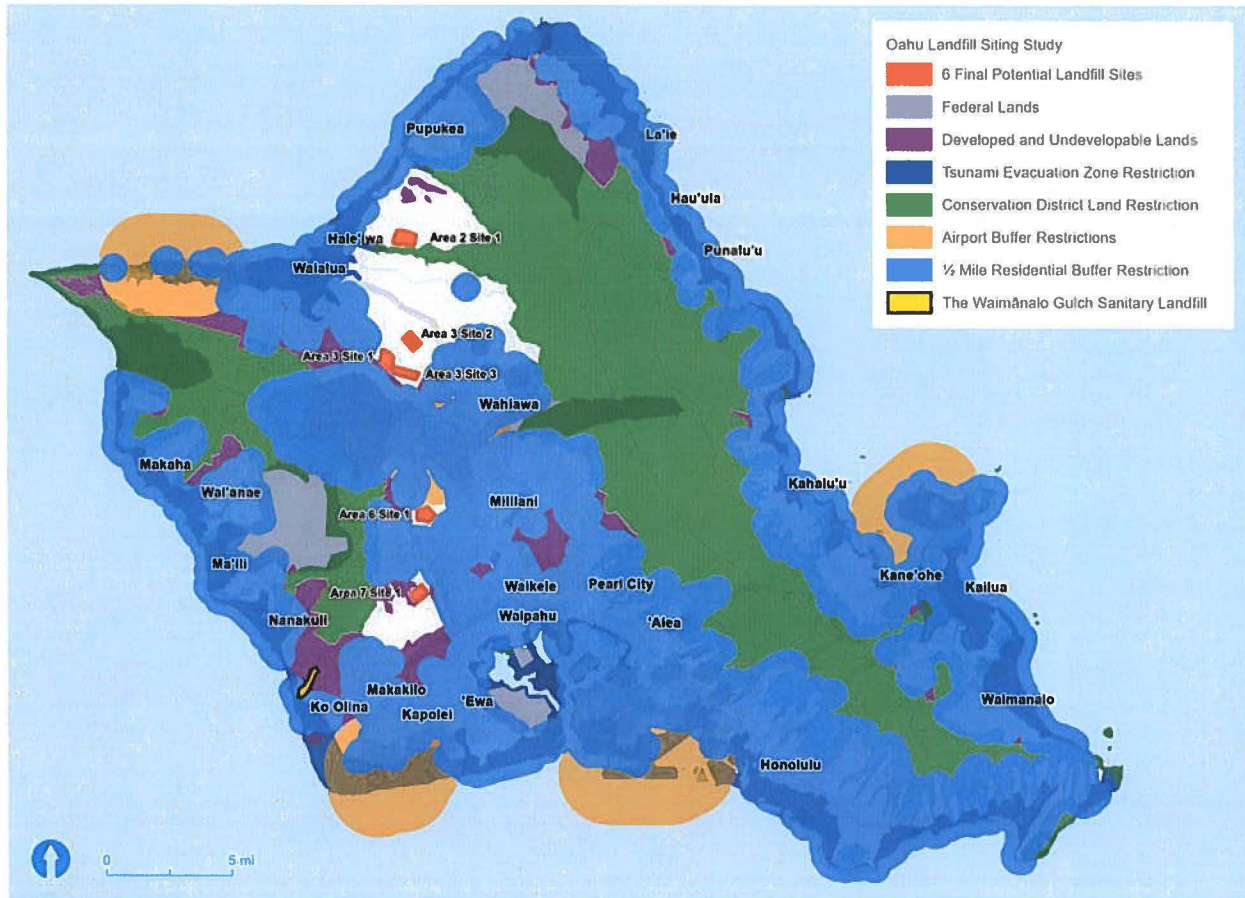 Oahu Landfill Siting Study
6 Final Potential Landfill Sites
Federal Lands
Developed and Undevelopable Lands
Tsunami Evacuation Zone Restriction
Conservation District Land Restriction
Airport Buffer Restrictions
½ Mile Residential Buffer Restriction
The Waimānalo Gulch Sanitary Landfill
Pupukea
La'ie
Hau'ula
Punalu'u
Hale'iwa
Area 2 Site 1
Waialua
Area 3 Site 2
Area 3 Site 1
Area 3 Site 3
Wahiawa
Makaha
Wai'anae
Mililani
Kahalu'u
Area 6 Site 1
Ma'ili
Waikele
Pearl City
Kane'ohe
Kailua
Area 7 Site 1
Nanakuli
Waipahu
'Aiea
Ko Olina
Makakilo
'Ewa
Kapolei
Waimanalo
Honolulu
0 5 mi